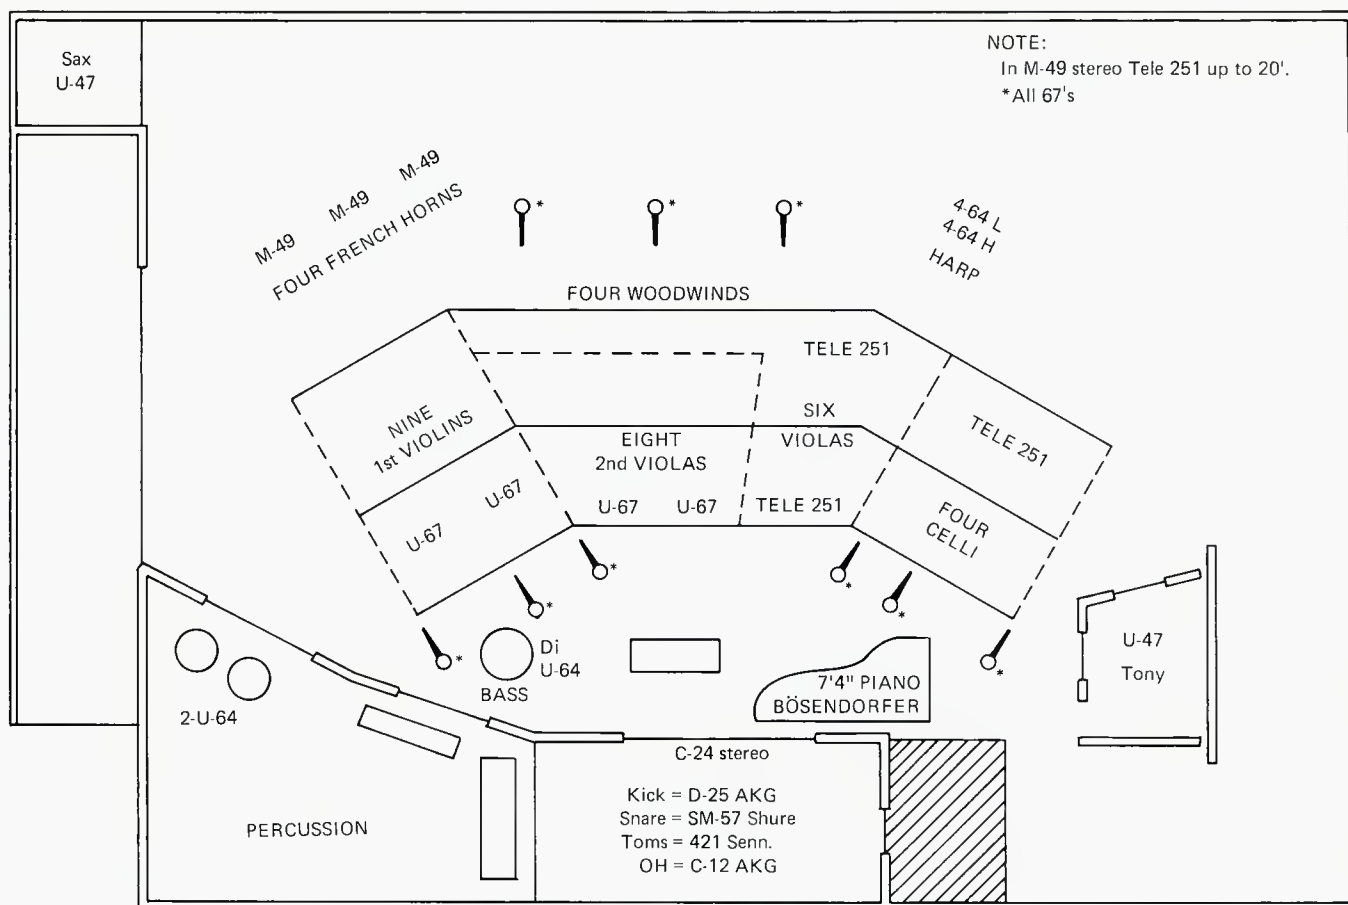 Sax
U-47
NOTE:
In M-49 stereo Tele 251 up to 20'.
*All 67's
M-49
M-49
M-49
FOUR FRENCH HORNS
*
*
*
4-64 L
4-64 H
HARP
FOUR WOODWINDS
TELE 251
NINE
1st VIOLINS
U-67
U-67
EIGHT
2nd VIOLAS
U-67 U-67
SIX
VIOLAS
TELE 251
TELE 251
FOUR
CELLI
*
*
*
*
*
*
Di
U-64
BASS
7'4" PIANO
BÖSENDORFER
U-47
Tony
2-U-64
PERCUSSION
C-24 stereo
Kick = D-25 AKG
Snare = SM-57 Shure
Toms = 421 Senn.
OH = C-12 AKG